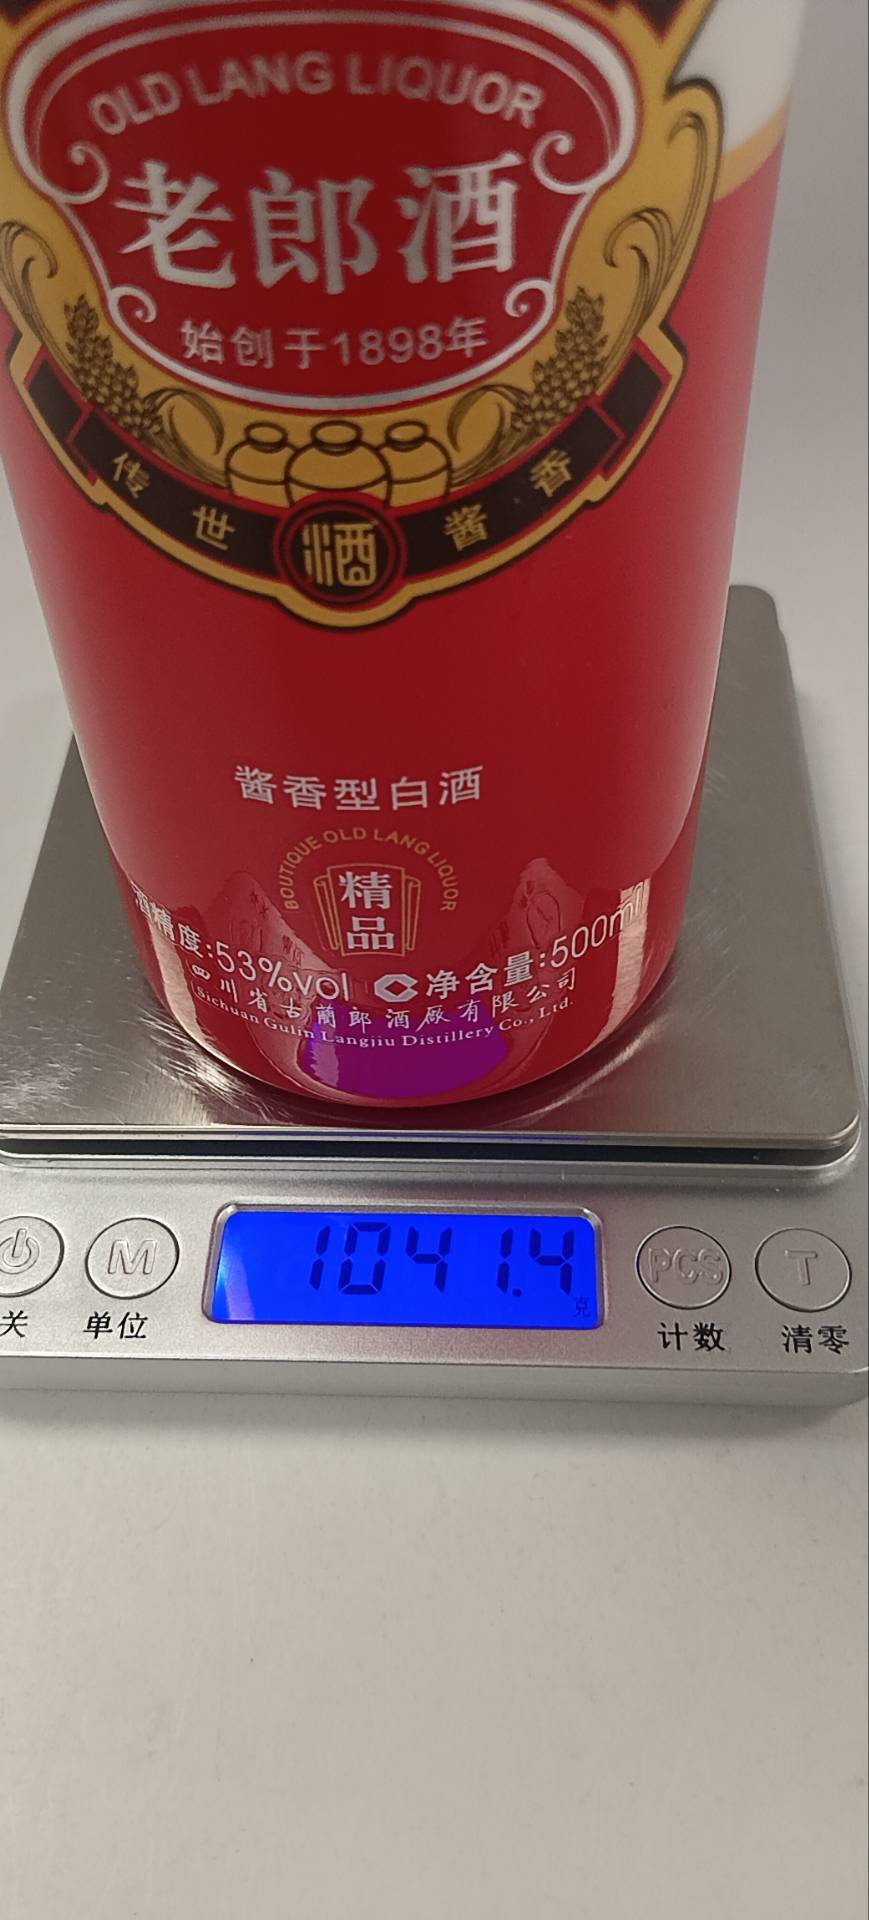 OLD LANG LIQUOR
老郎酒
始创于1898年
传世酒酱香
酱香型白酒
BOUTIQUE OLD LANG LIQUOR
精品
酒精度:53%vol 净含量:500ml
四川省古蔺郎酒厂有限公司
Sichuan Gulin Langjiu Distillery Co., Ltd.
1041.4
克
M
PCS
T
关
单位
计数
清零